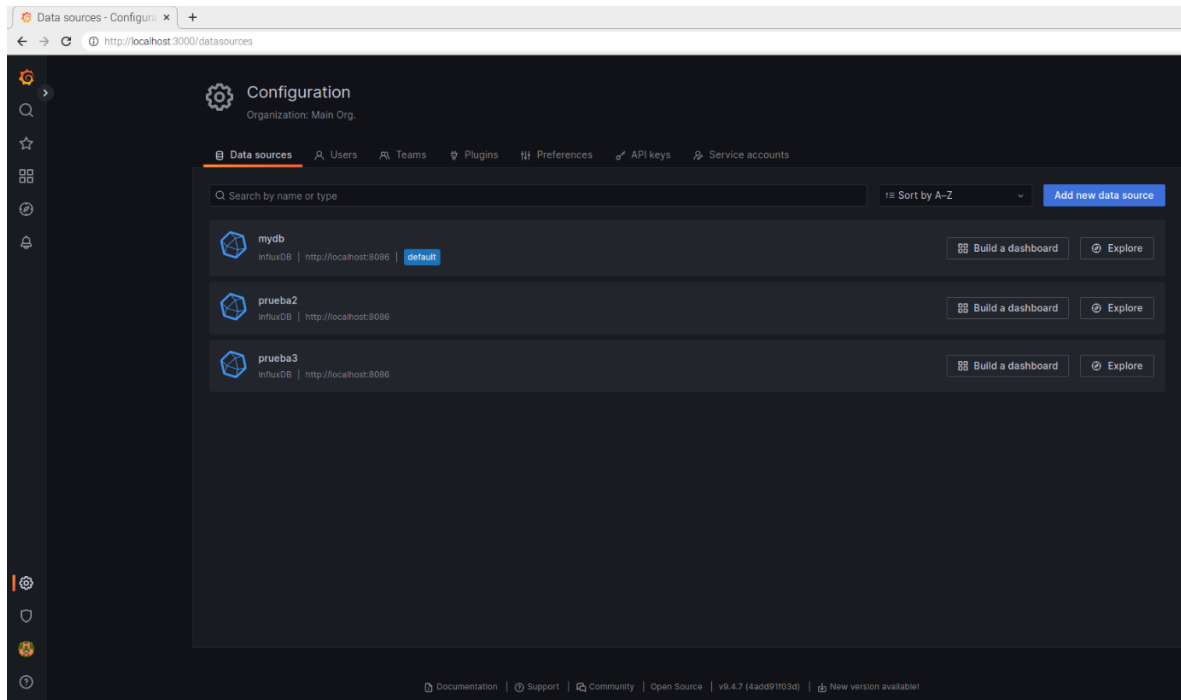 Data sources - Configura
http://localhost:3000/datasources
Configuration
Organization: Main Org.
Data sources Users Teams Plugins Preferences API keys Service accounts
Search by name or type Sort by A–Z Add new data source
mydb
InfluxDB | http://localhost:8086 | default
Build a dashboard Explore
prueba2
InfluxDB | http://localhost:8086
Build a dashboard Explore
prueba3
InfluxDB | http://localhost:8086
Build a dashboard Explore
Documentation | Support | Community | Open Source | v9.4.7 (4add91f03d) | New version available!